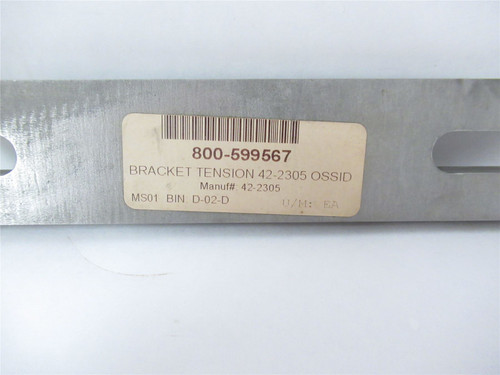 800-599567
BRACKET TENSION 42-2305 OSSID
Manuf# 42-2305
MS01 BIN D-02-D U/M: EA